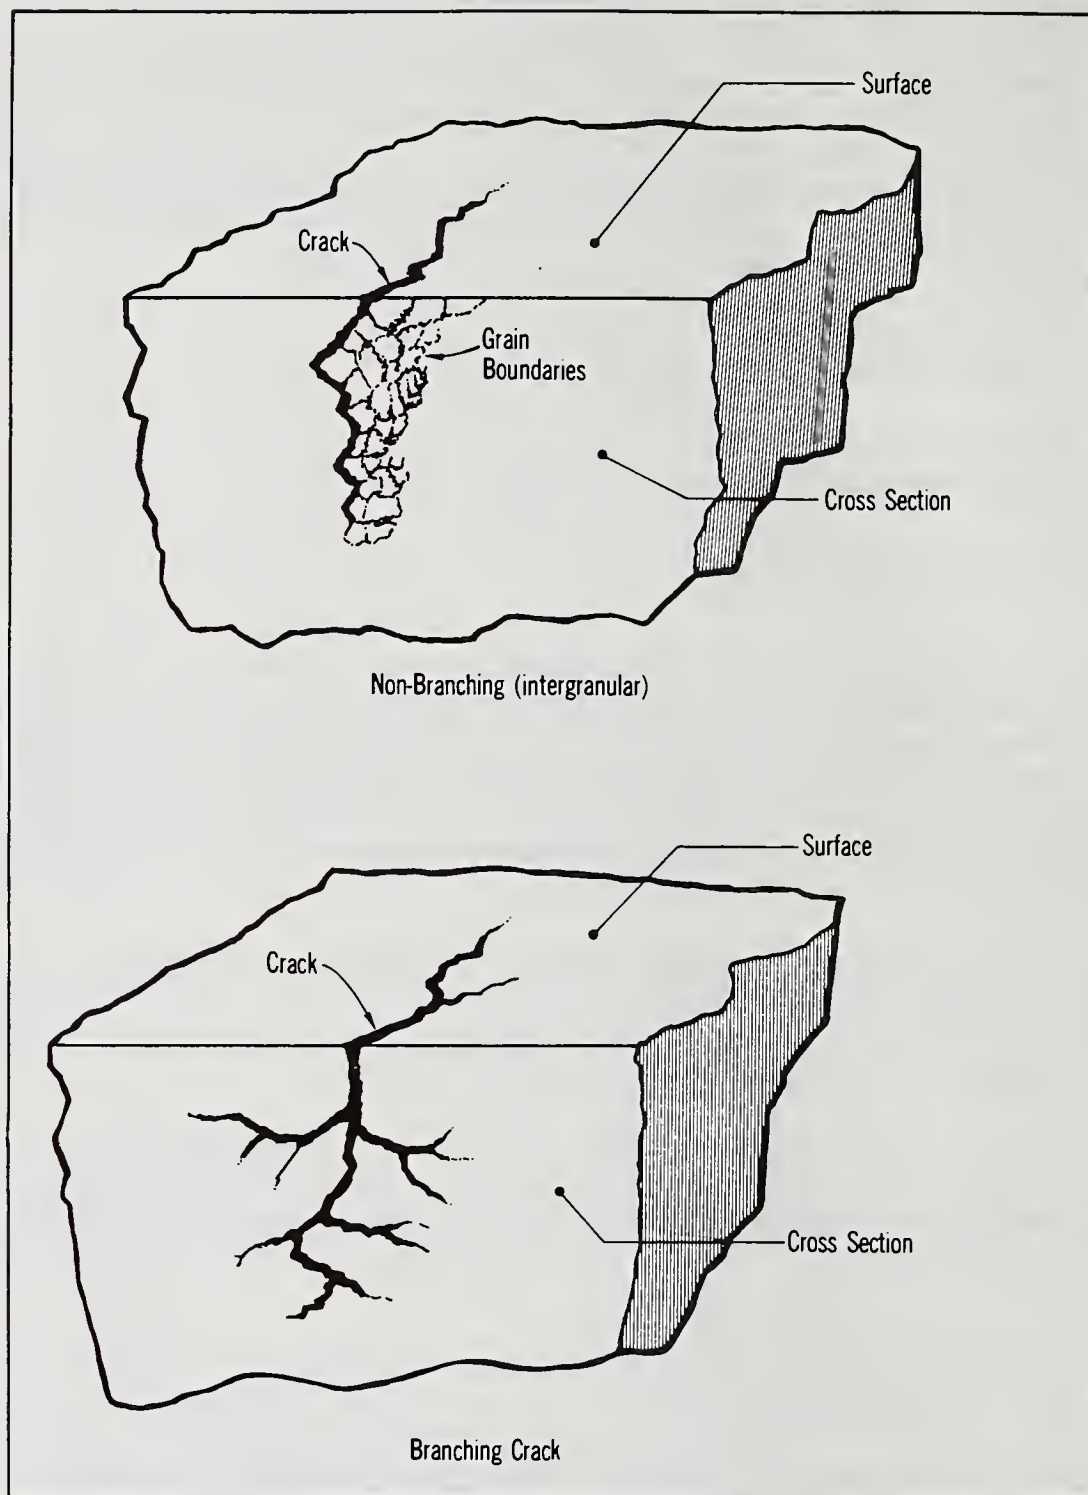 Surface
Crack
Grain
Boundaries
Cross Section
Non-Branching (intergranular)
Surface
Crack
Cross Section
Branching Crack